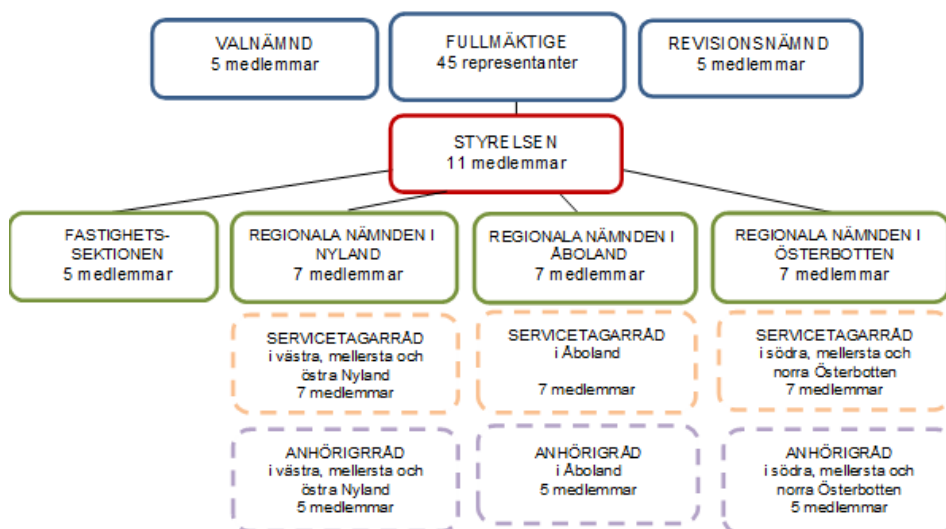 VALNÄMND
5 medlemmar
FULLMÄKTIGE
45 representanter
REVISIONSNÄMND
5 medlemmar
STYRELSEN
11 medlemmar
FASTIGHETS-
SEKTIONEN
5 medlemmar
REGIONALA NÄMNDEN I
NYLAND
7 medlemmar
REGIONALA NÄMNDEN I
ÅBOLAND
7 medlemmar
REGIONALA NÄMNDEN I
ÖSTERBOTTEN
7 medlemmar
SERVICETAGARRÅD
i västra, mellersta och
östra Nyland
7 medlemmar
SERVICETAGARRÅD
i Åboland
7 medlemmar
SERVICETAGARRÅD
i södra, mellersta och
norra Österbotten
7 medlemmar
ANHÖRIGRRÅD
i västra, mellersta och
östra Nyland
5 medlemmar
ANHÖRIGRÅD
i Åboland
5 medlemmar
ANHÖRIGRÅD
i södra, mellersta och
norra Österbotten
5 medlemmar